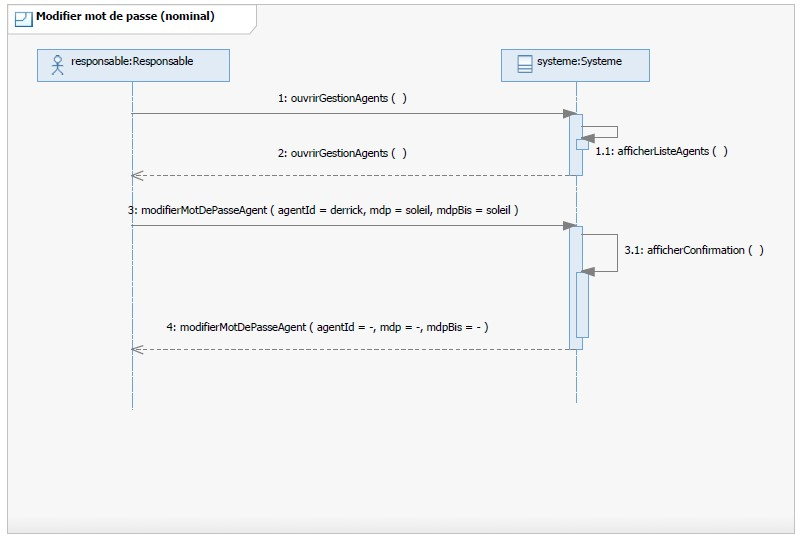 Modifier mot de passe (nominal)
responsable:Responsable
systeme:Systeme
1: ouvrirGestionAgents (  )
1.1: afficherListeAgents (  )
2: ouvrirGestionAgents (  )
3: modifierMotDePasseAgent ( agentId = derrick, mdp = soleil, mdpBis = soleil )
3.1: afficherConfirmation (  )
4: modifierMotDePasseAgent ( agentId = -, mdp = -, mdpBis = - )